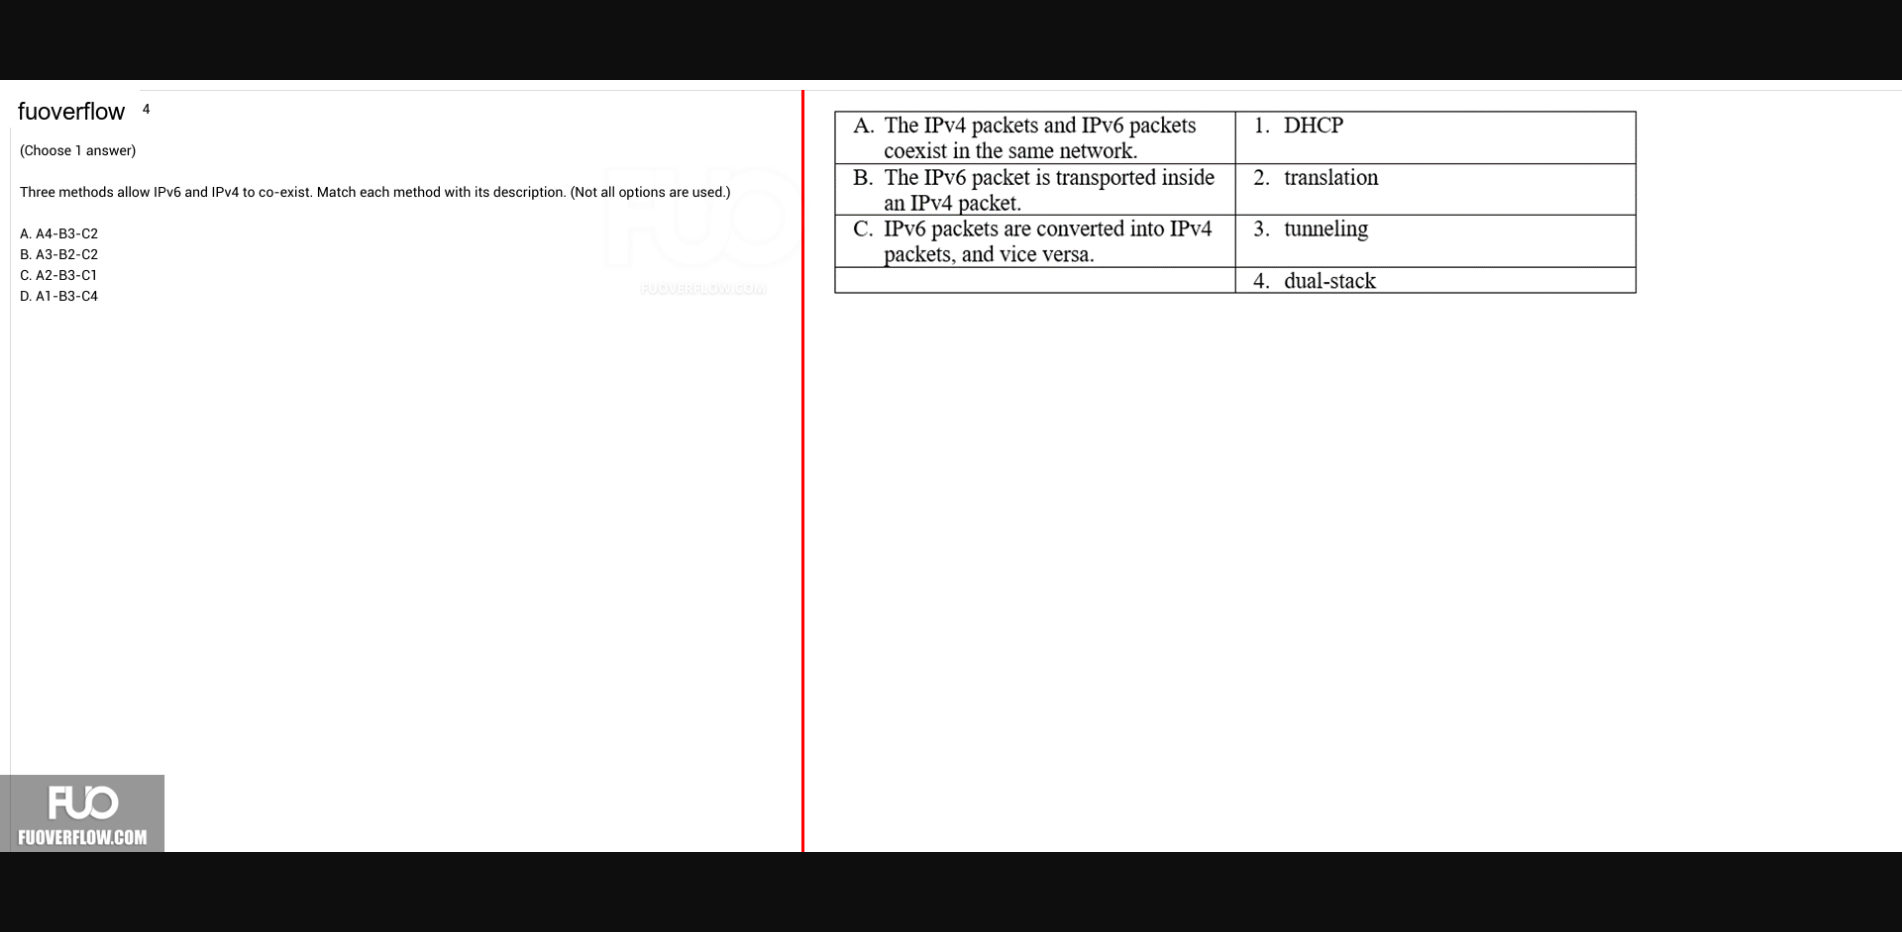 fuoverflow 4
(Choose 1 answer)
Three methods allow IPv6 and IPv4 to co-exist. Match each method with its description. (Not all options are used.)
A. A4-B3-C2
B. A3-B2-C2
C. A2-B3-C1
D. A1-B3-C4
FUO
FUOVERFLOW.COM
A. The IPv4 packets and IPv6 packets
coexist in the same network.
1. DHCP
B. The IPv6 packet is transported inside
an IPv4 packet.
2. translation
C. IPv6 packets are converted into IPv4
packets, and vice versa.
3. tunneling
4. dual-stack
FUO
FUOVERFLOW.COM